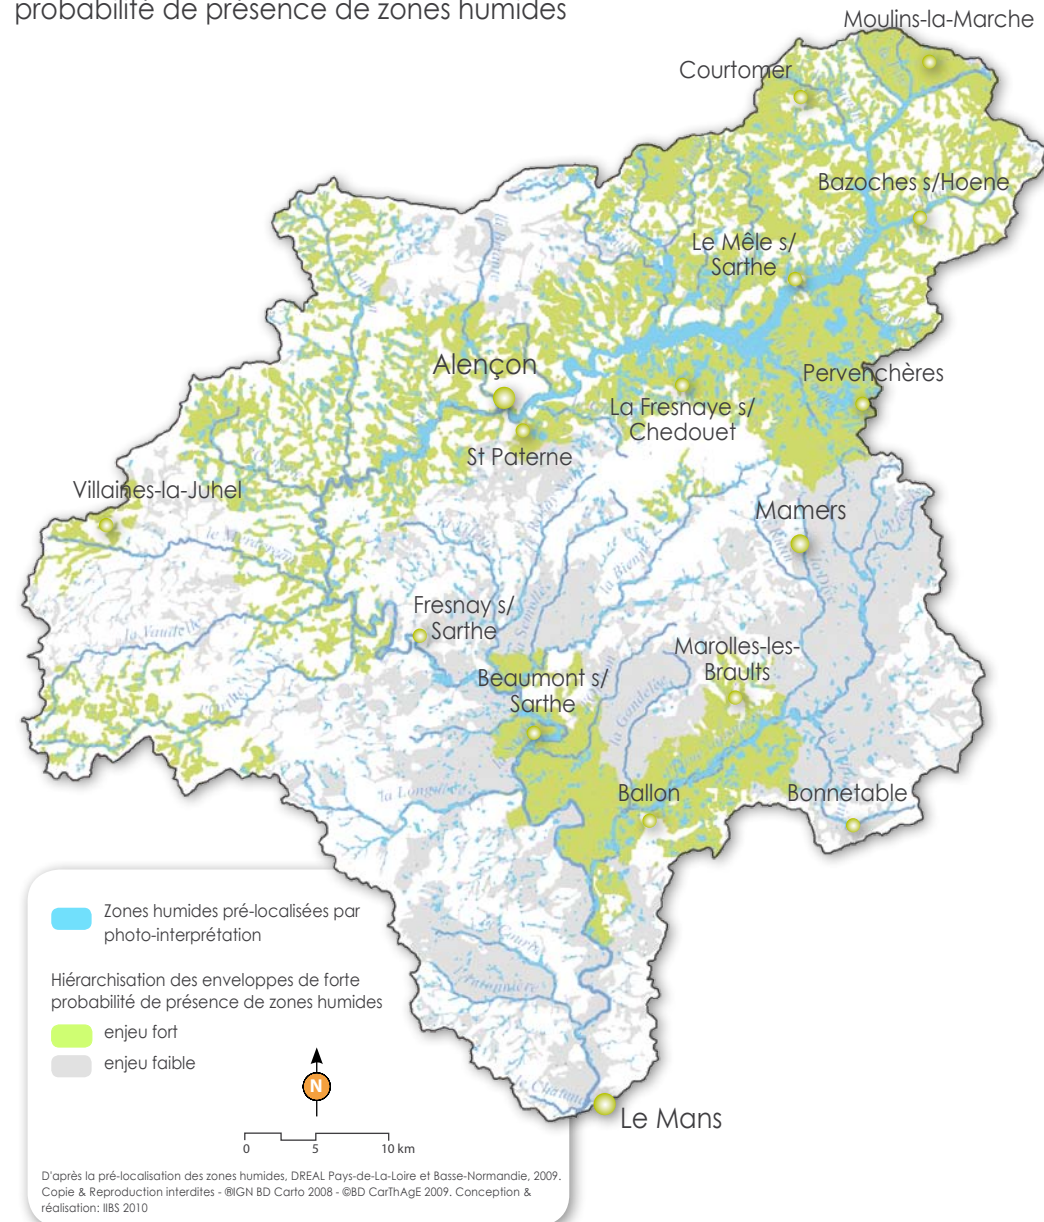 probabilité de présence de zones humides
Moulins-la-Marche
Courtomer
Bazoches s/Hoene
Le Mêle s/
Sarthe
Alençon
Pervenchères
La Fresnaye s/
Chedouet
St Paterne
Villaines-la-Juhel
Mamers
Fresnay s/
Sarthe
la Vaudelle
Marolles-les-
Braults
Beaumont s/
Sarthe
Ballon
Bonnetable
Zones humides pré-localisées par
photo-interprétation
Hiérarchisation des enveloppes de forte
probabilité de présence de zones humides
enjeu fort
enjeu faible
N
0 5 10 km
Le Mans
D'après la pré-localisation des zones humides, DREAL Pays-de-La-Loire et Basse-Normandie, 2009.
Copie & Reproduction interdites - ®IGN BD Carto 2008 - ©BD CarThAgE 2009. Conception &
réalisation: IIBS 2010